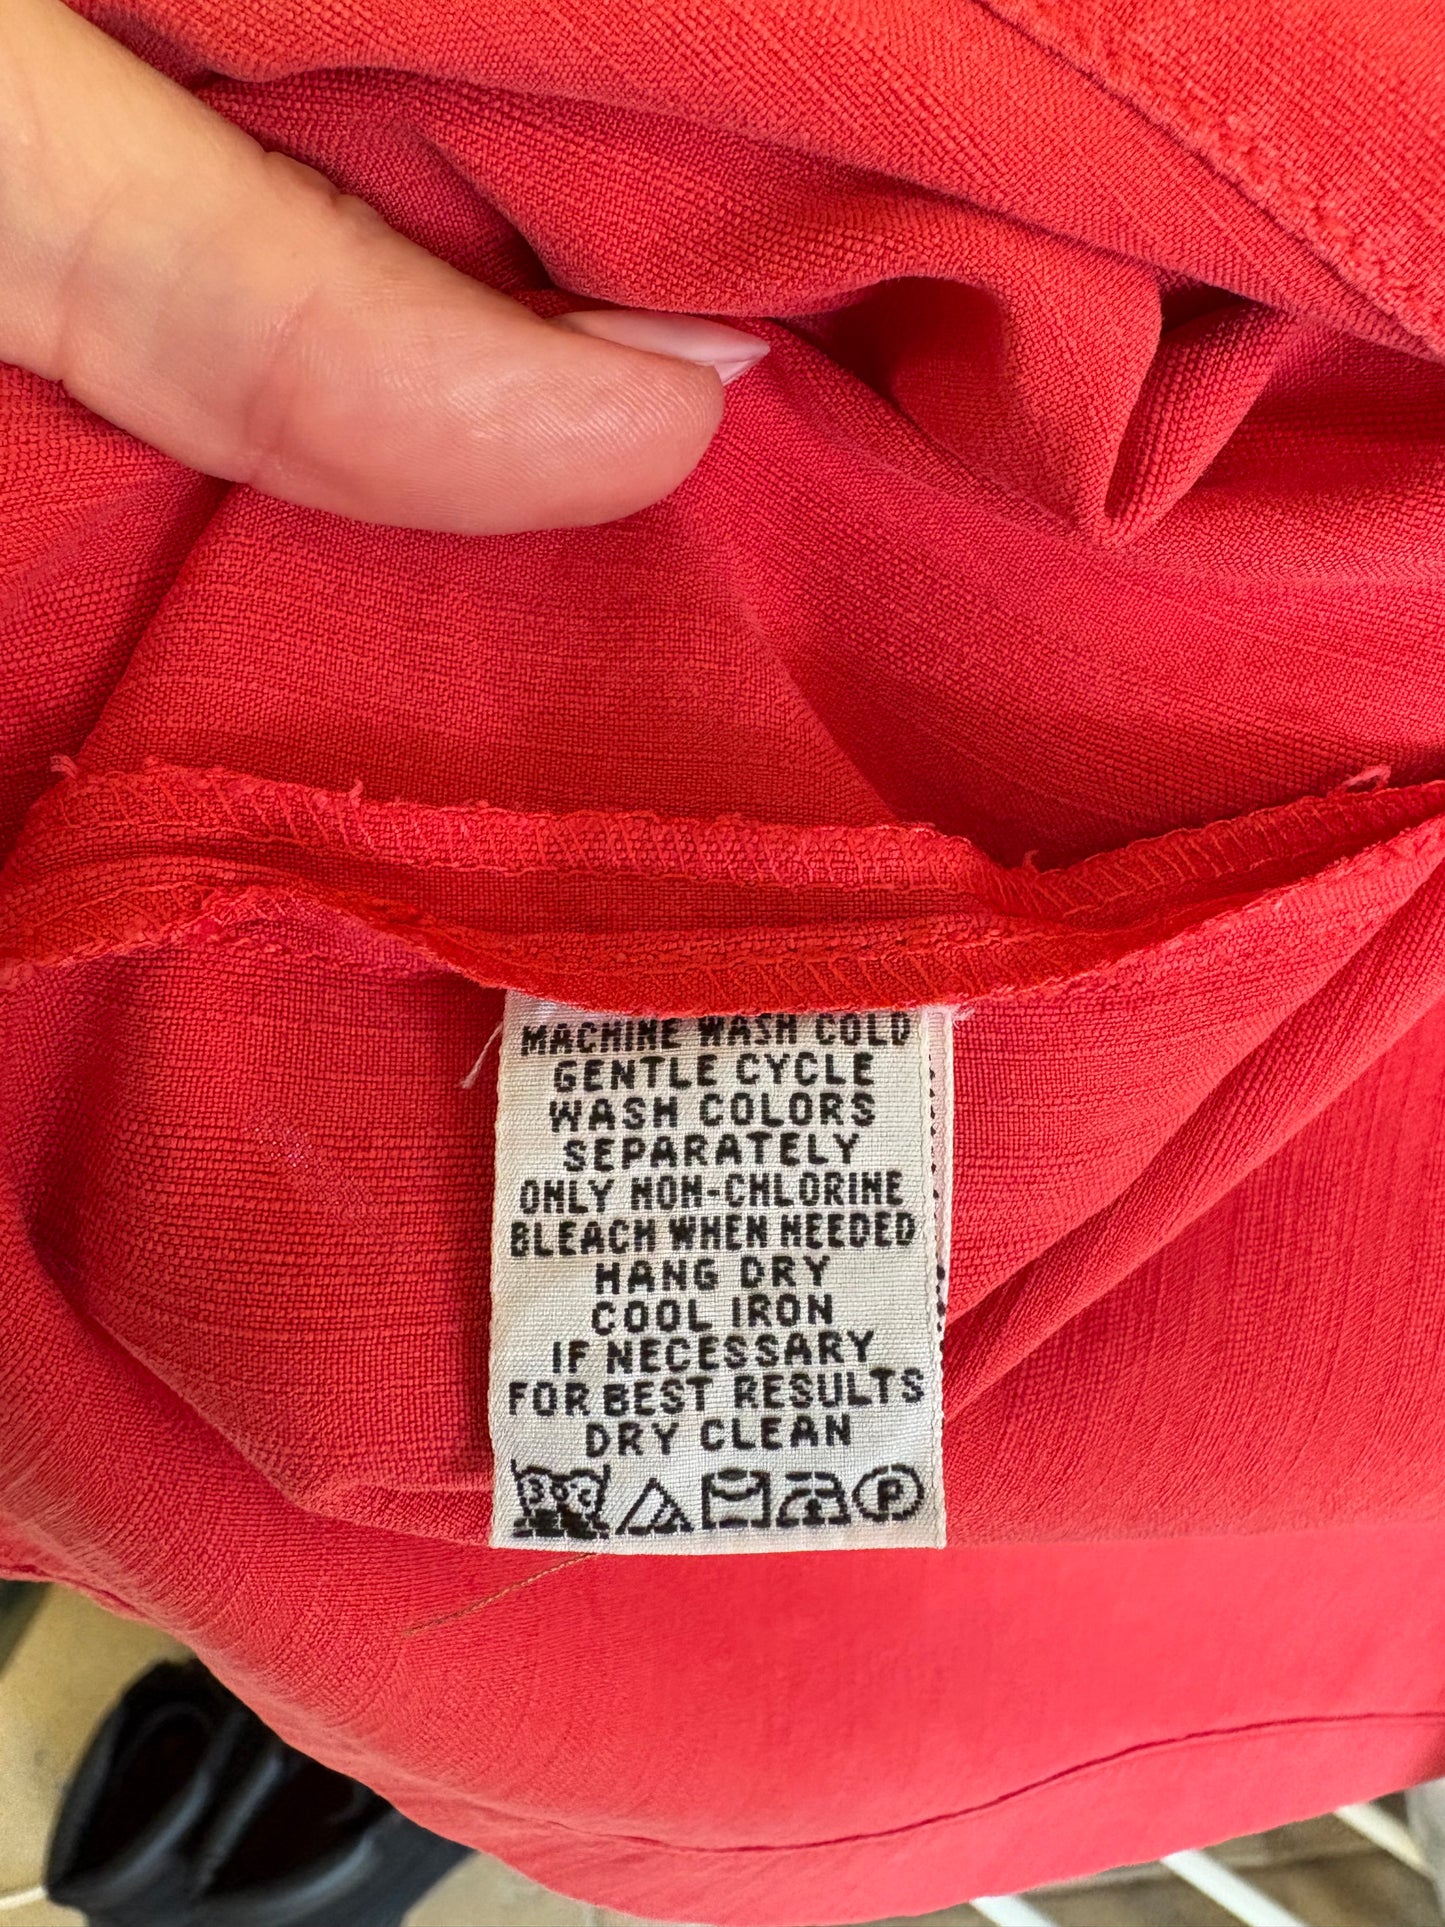 MACHINE WASH COLD
GENTLE CYCLE
WASH COLORS
SEPARATELY
ONLY NON-CHLORINE
BLEACH WHEN NEEDED
HANG DRY
COOL IRON
IF NECESSARY
FOR BEST RESULTS
DRY CLEAN
30C P